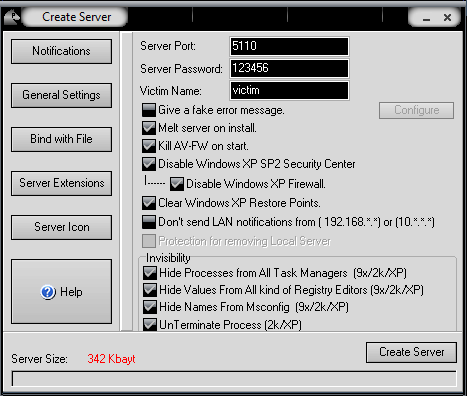 Create Server
Notifications
General Settings
Bind with File
Server Extensions
Server Icon
Help
Server Port: 5110
Server Password: 123456
Victim Name: victim
Give a fake error message.
Configure
Melt server on install.
Kill AV-FW on start.
Disable Windows XP SP2 Security Center
Disable Windows XP Firewall.
Clear Windows XP Restore Points.
Don't send LAN notifications from ( 192.168.*.*) or (10.*.*.*)
Protection for removing Local Server
Invisibility
Hide Processes from All Task Managers (9x/2k/XP)
Hide Values From All kind of Registry Editors (9x/2k/XP)
Hide Names From Msconfig (9x/2k/XP)
UnTerminate Process (2k/XP)
Server Size: 342 Kbayt
Create Server